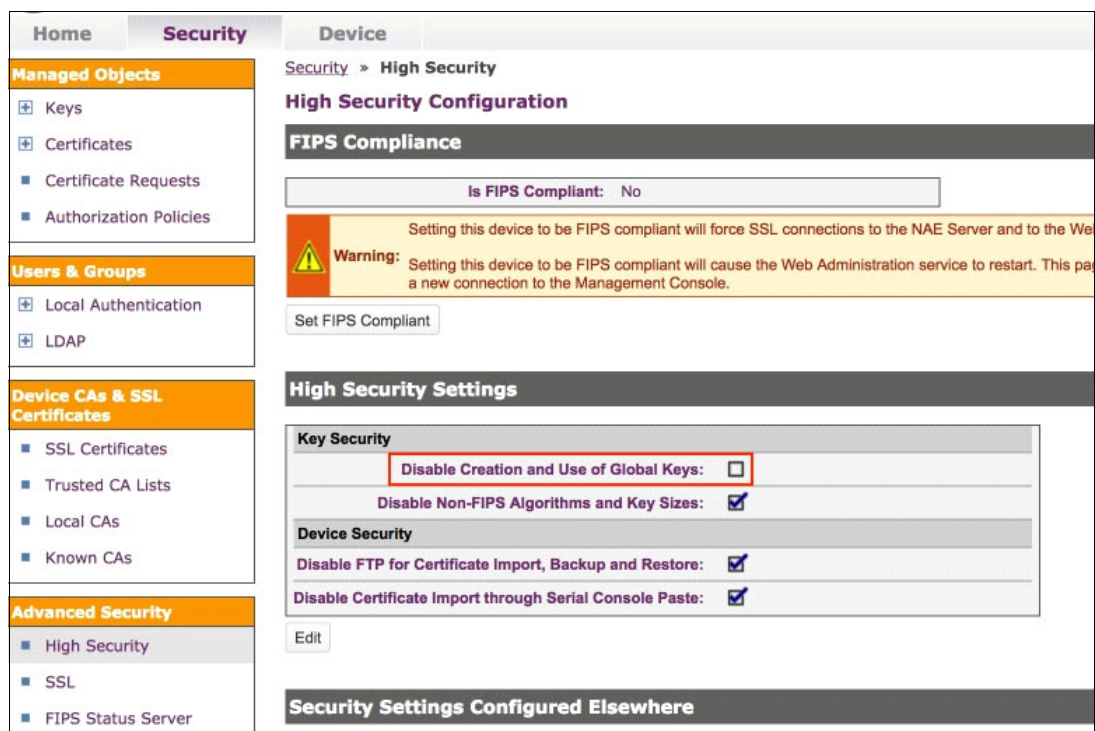 Home Security Device
Managed Objects
Keys
Certificates
Certificate Requests
Authorization Policies
Users & Groups
Local Authentication
LDAP
Device CAs & SSL
Certificates
SSL Certificates
Trusted CA Lists
Local CAs
Known CAs
Advanced Security
High Security
SSL
FIPS Status Server
Security » High Security
High Security Configuration
FIPS Compliance
Is FIPS Compliant: No
Warning:
Setting this device to be FIPS compliant will force SSL connections to the NAE Server and to the We
Setting this device to be FIPS compliant will cause the Web Administration service to restart. This pa
a new connection to the Management Console.
Set FIPS Compliant
High Security Settings
Key Security
Disable Creation and Use of Global Keys:
Disable Non-FIPS Algorithms and Key Sizes:
Device Security
Disable FTP for Certificate Import, Backup and Restore:
Disable Certificate Import through Serial Console Paste:
Edit
Security Settings Configured Elsewhere